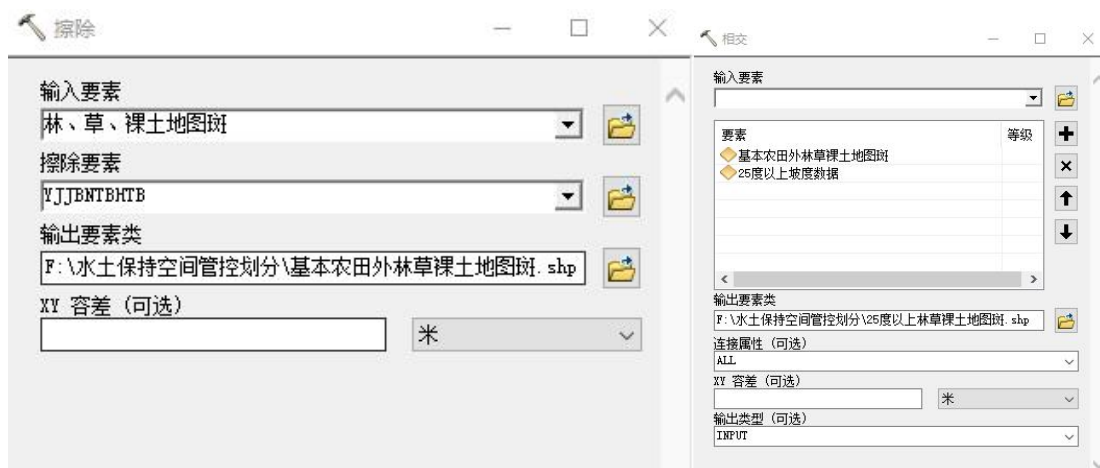 擦除
输入要素
林、草、裸土地图斑
擦除要素
YJJBNTBHTB
输出要素类
F:\水土保持空间管控划分\基本农田外林草裸土地图斑.shp
XY 容差 (可选)
米
相交
输入要素
要素 等级
基本农田外林草裸土地图斑
25度以上坡度数据
输出要素类
F:\水土保持空间管控划分\25度以上林草裸土地图斑.shp
连接属性 (可选)
ALL
XY 容差 (可选)
米
输出类型 (可选)
INPUT